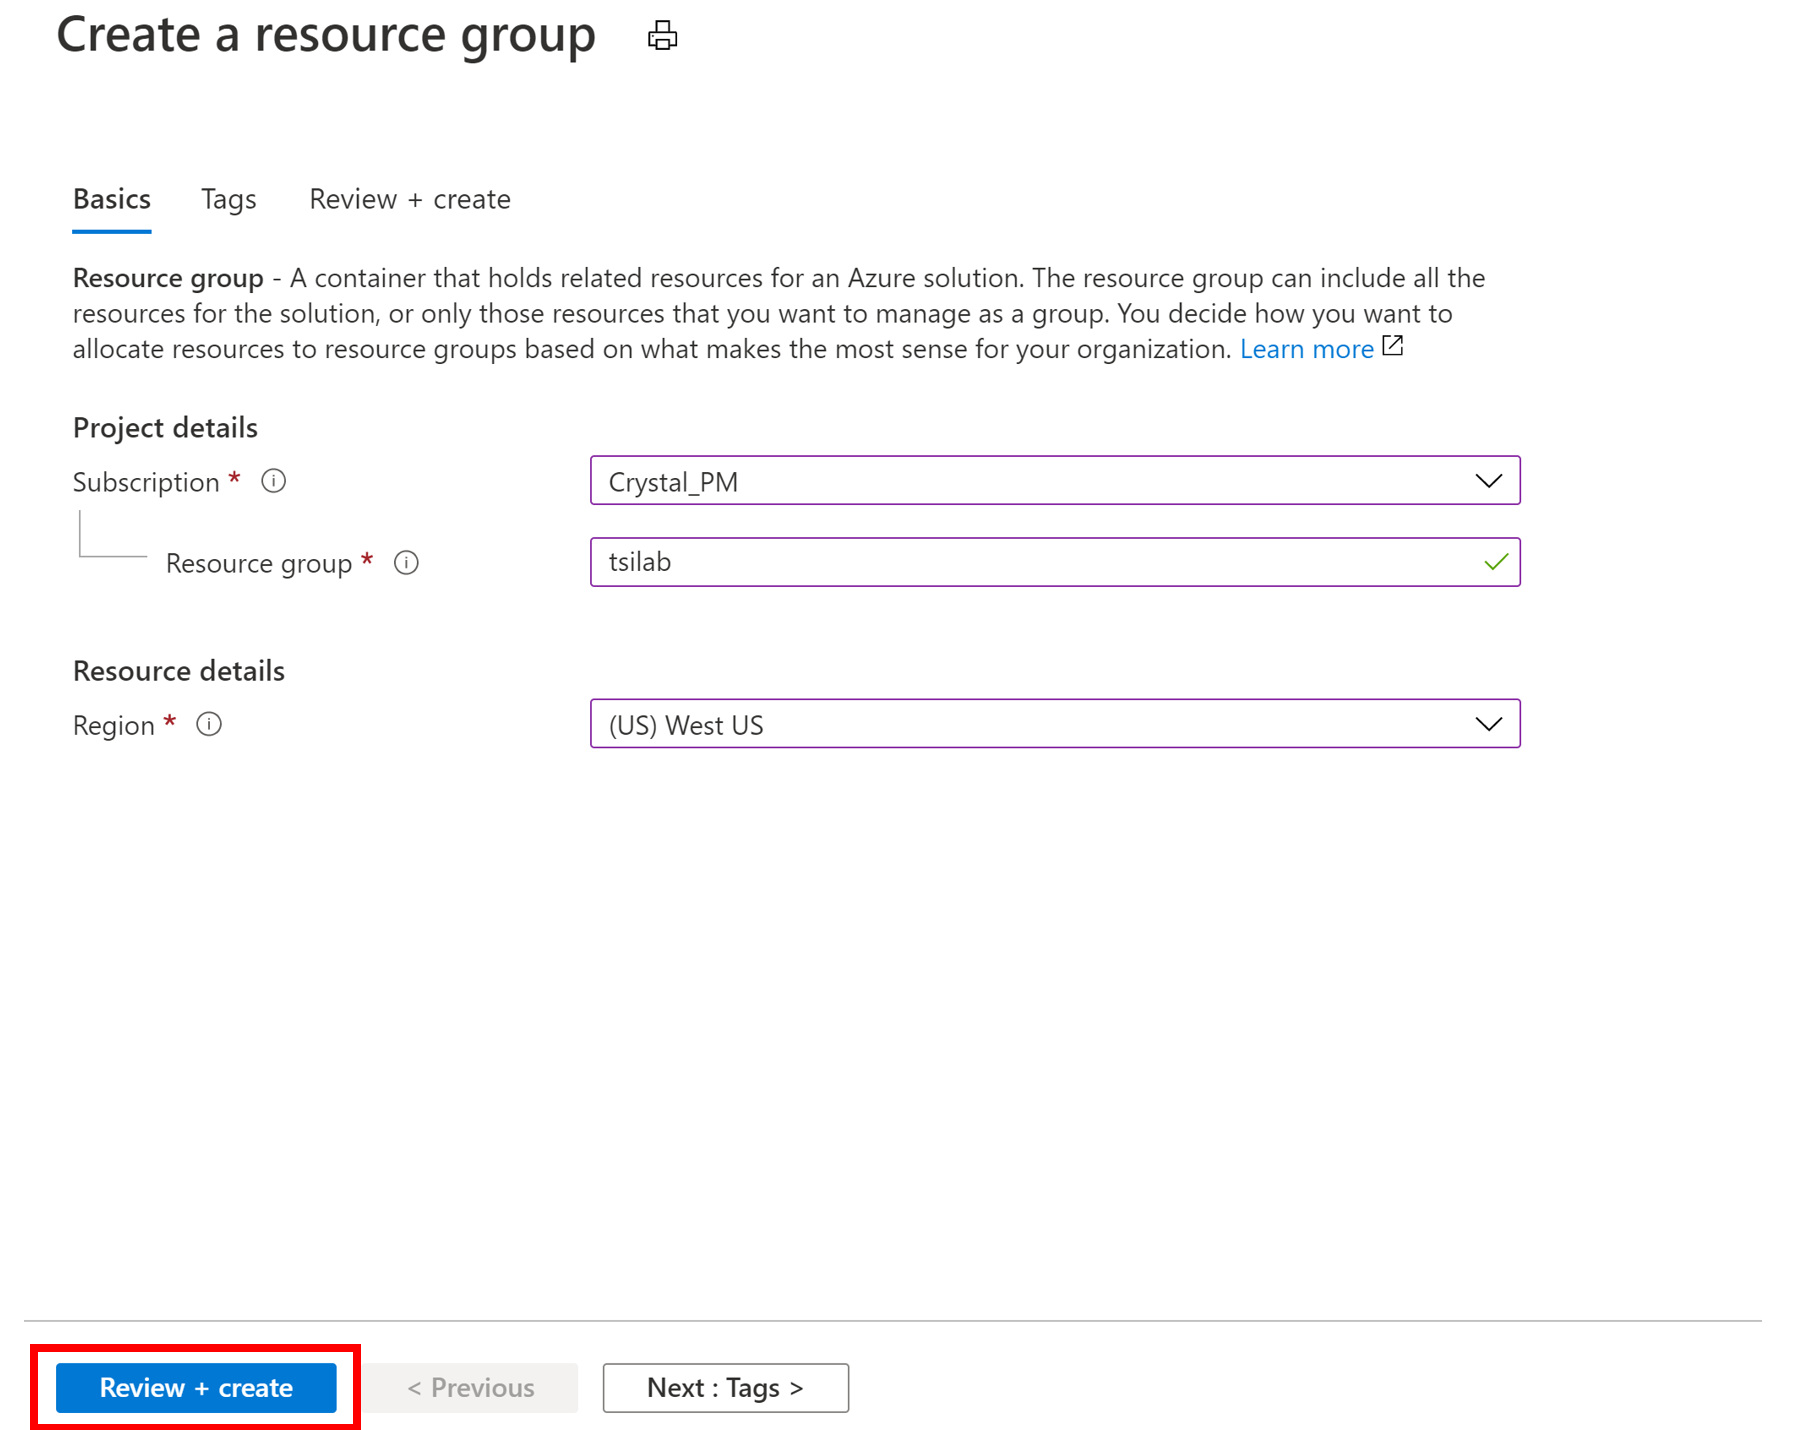 Create a resource group
Basics Tags Review + create
Resource group - A container that holds related resources for an Azure solution. The resource group can include all the
resources for the solution, or only those resources that you want to manage as a group. You decide how you want to
allocate resources to resource groups based on what makes the most sense for your organization. Learn more
Project details
Subscription * Crystal_PM
Resource group * tsilab
Resource details
Region * (US) West US
Review + create < Previous Next : Tags >